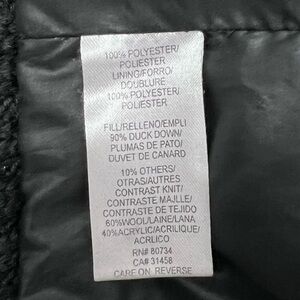 100% POLYESTER/
POLIESTER
LINING/FORRO/
DOUBLURE
100% POLYESTER/
POLIESTER
FILL/RELLENO/EMPLI
90% DUCK DOWN/
PLUMAS DE PATO/
DUVET DE CANARD
10% OTHERS/
OTRAS/AUTRES
CONTRAST KNIT/
CONTRASTE MAJLLE/
CONTRASTE DE TEJIDO
60%WOOL/LAINE/LANA
40%ACRYLIC/ACRILIQUE/
ACRLICO
RN# 80734
CA# 31458
CARE ON REVERSE